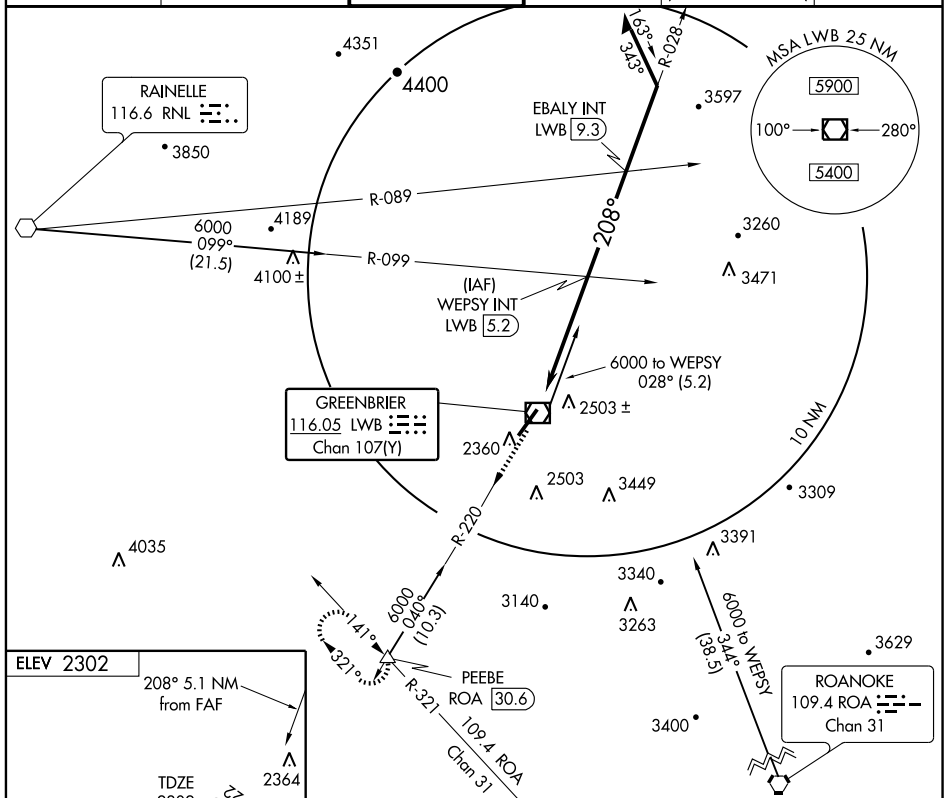 4351
4400
163°
343°
R-028
MSA LWB 25 NM
5900
100°
280°
5400
RAINELLE
116.6 RNL
3850
EBALY INT
LWB 9.3
3597
R-089
6000
099°
(21.5)
4189
4100 ±
R-099
208°
3260
3471
(IAF)
WEPSY INT
LWB 5.2
6000 to WEPSY
028° (5.2)
GREENBRIER
116.05 LWB
Chan 107(Y)
2503 ±
2360
10 NM
2503
3449
3309
R-220
4035
3391
3340
3140
3263
6000
040°
(10.3)
6000 to WEPSY
344°
(38.5)
3629
141°
321°
PEEBE
ROA 30.6
R-321
109.4 ROA
Chan 31
3400
ROANOKE
109.4 ROA
Chan 31
ELEV 2302
208° 5.1 NM
from FAF
2364
TDZE
22